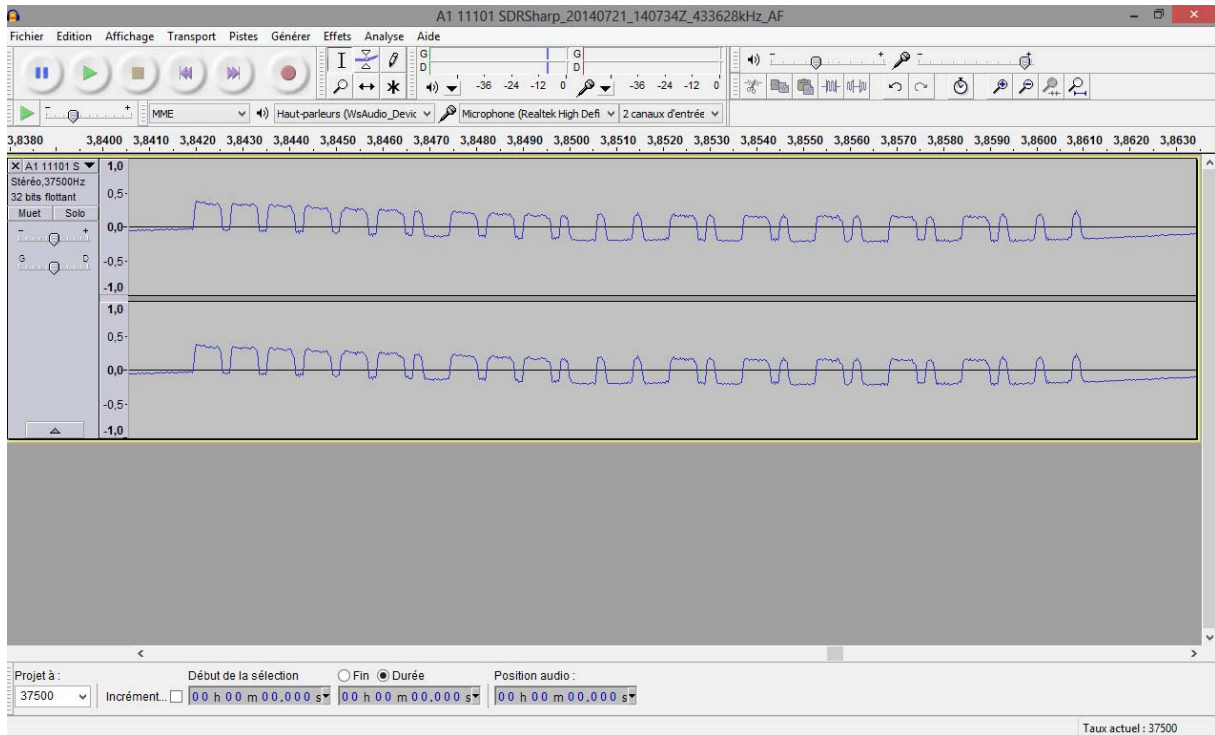 A1 11101 SDRSharp_20140721_140734Z_433628kHz_AF
Fichier Edition Affichage Transport Pistes Générer Effets Analyse Aide
G
D
-36 -24 -12 0
G
D
-36 -24 -12 0
MME
Haut-parleurs (WsAudio_Devic
Microphone (Realtek High Defi
2 canaux d'entrée
3,8380 3,8400 3,8410 3,8420 3,8430 3,8440 3,8450 3,8460 3,8470 3,8480 3,8490 3,8500 3,8510 3,8520 3,8530 3,8540 3,8550 3,8560 3,8570 3,8580 3,8590 3,8600 3,8610 3,8620 3,8630
A1 11101 S
Stéréo,37500Hz
32 bits flottant
Muet Solo
- +
G D
1,0
0,5-
0,0-
-0,5-
-1,0
1,0
0,5-
0,0-
-0,5-
-1,0
Projet à :
37500
Incrément...
Début de la sélection
00 h 00 m 00.000 s
Fin Durée
00 h 00 m 00.000 s
Position audio :
00 h 00 m 00.000 s
Taux actuel : 37500